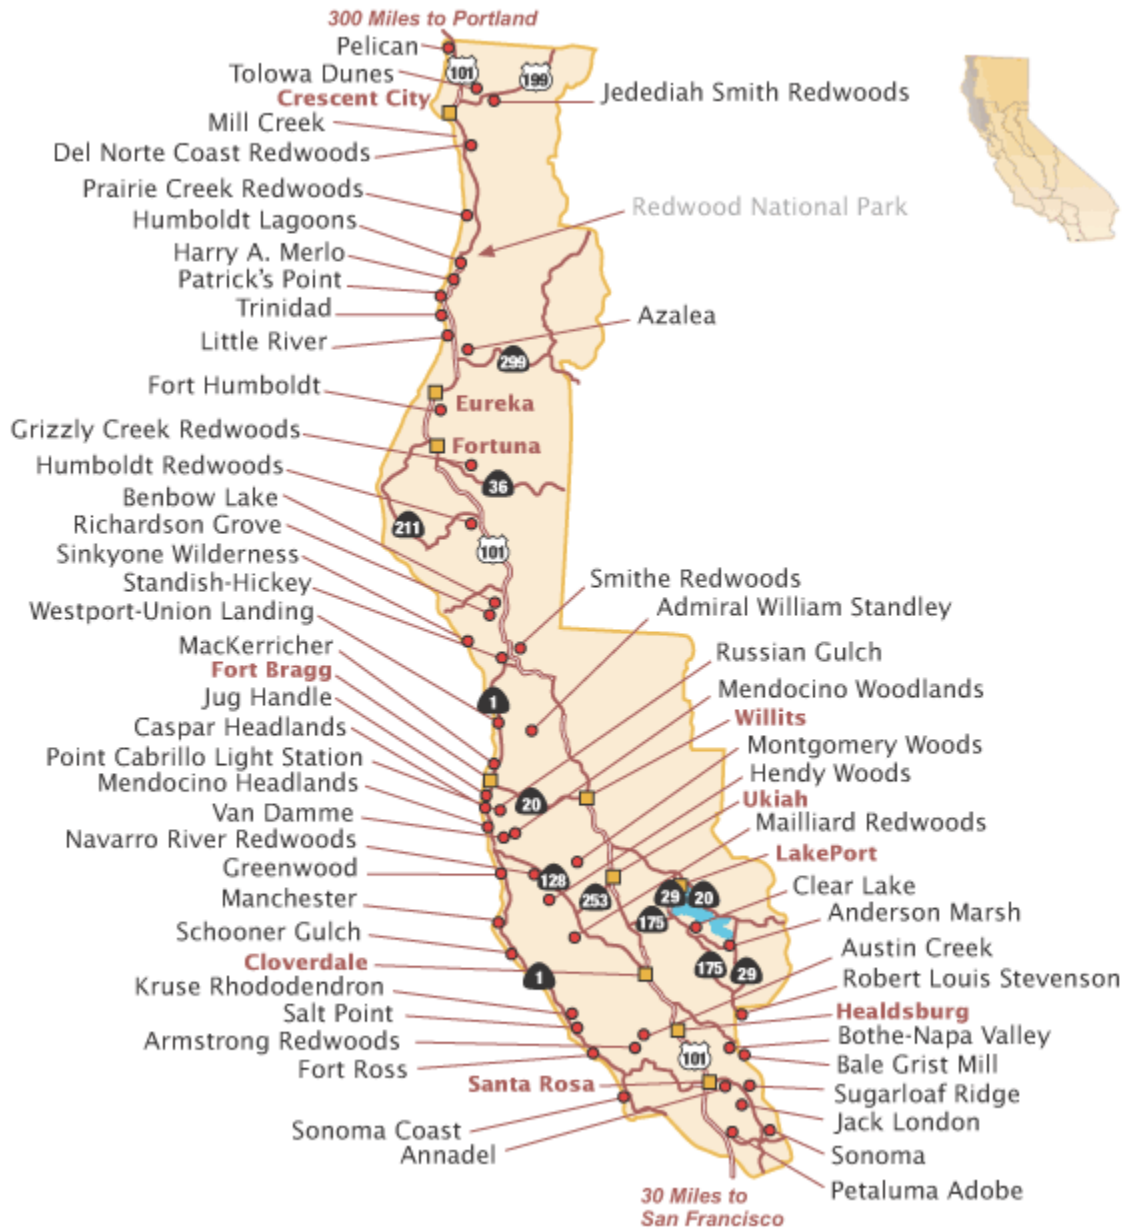 300 Miles to Portland
Pelican
Tolowa Dunes
Crescent City
Mill Creek
Del Norte Coast Redwoods
Prairie Creek Redwoods
Humboldt Lagoons
Harry A. Merlo
Patrick's Point
Trinidad
Little River
Fort Humboldt
Grizzly Creek Redwoods
Humboldt Redwoods
Benbow Lake
Richardson Grove
Sinkyone Wilderness
Standish-Hickey
Westport-Union Landing
MacKerricher
Fort Bragg
Jug Handle
Caspar Headlands
Point Cabrillo Light Station
Mendocino Headlands
Van Damme
Navarro River Redwoods
Greenwood
Manchester
Schooner Gulch
Cloverdale
Kruse Rhododendron
Salt Point
Armstrong Redwoods
Fort Ross
Santa Rosa
Sonoma Coast
Annadel
101
199
299
Eureka
Fortuna
36
211
101
1
20
128
253
29
20
175
175
29
1
101
Jedediah Smith Redwoods
Redwood National Park
Azalea
Smithe Redwoods
Admiral William Standley
Russian Gulch
Mendocino Woodlands
Willits
Montgomery Woods
Hendy Woods
Ukiah
Mailliard Redwoods
LakePort
Clear Lake
Anderson Marsh
Austin Creek
Robert Louis Stevenson
Healdsburg
Bothe-Napa Valley
Bale Grist Mill
Sugarloaf Ridge
Jack London
Sonoma
Petaluma Adobe
30 Miles to
San Francisco